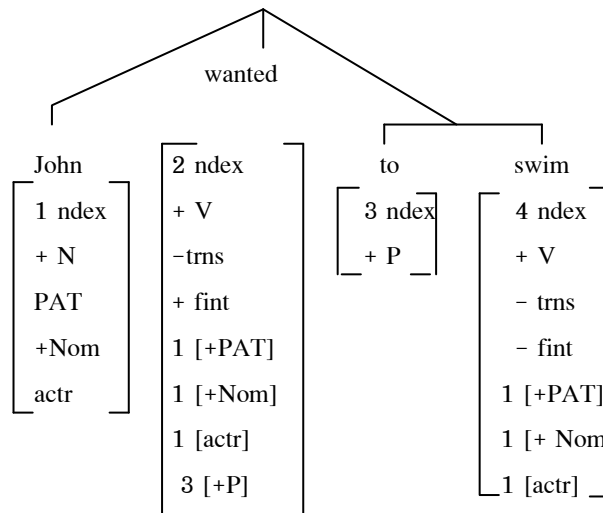 wanted
John
1 ndex
+ N
PAT
+Nom
actr
2 ndex
+ V
−trns
+ fint
1 [+PAT]
1 [+Nom]
1 [actr]
3 [+P]
to
3 ndex
+ P
swim
4 ndex
+ V
− trns
− fint
1 [+PAT]
1 [+ Nom
1 [actr]